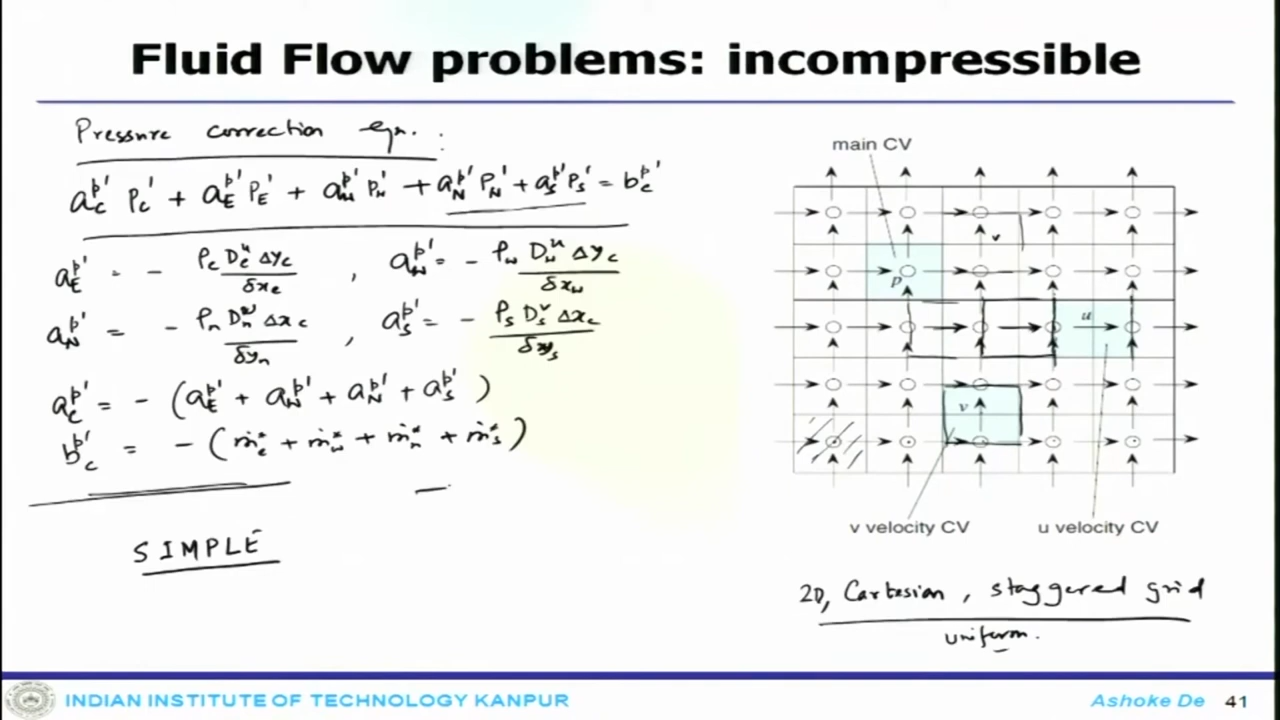 Fluid Flow problems: incompressible
Pressure correction eqn. :
a_C^{p'} P_C' + a_E^{p'} P_E' + a_W^{p'} P_W' + a_N^{p'} P_N' + a_S^{p'} P_S' = b_C^{p'}
a_E^{p'} = - ρ_e D_e^u Δy_c / δx_e , a_W^{p'} = - ρ_w D_w^u Δy_c / δx_w
a_N^{p'} = - ρ_n D_n^v Δx_c / δy_n , a_S^{p'} = - ρ_s D_s^v Δx_c / δy_s
a_C^{p'} = - (a_E^{p'} + a_W^{p'} + a_N^{p'} + a_S^{p'})
b_C^{p'} = - (ṁ_e^* + ṁ_w^* + ṁ_n^* + ṁ_s^*)
SIMPLE
main CV
v
p
u
v
v velocity CV
u velocity CV
2D, Cartesian, staggered grid
uniform.
INDIAN INSTITUTE OF TECHNOLOGY KANPUR
Ashoke De 41